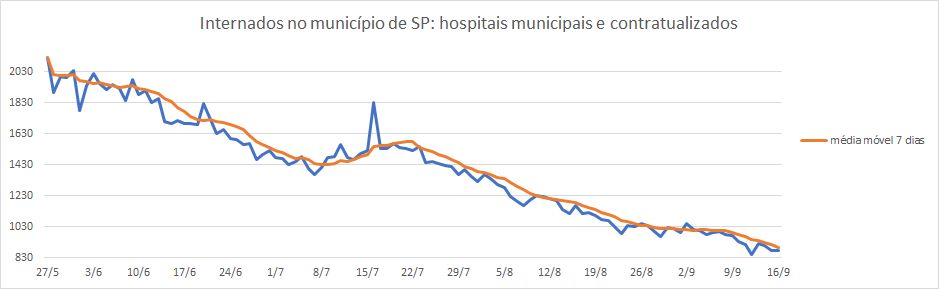 Internados no município de SP: hospitais municipais e contratualizados
2030
1830
1630
1430
1230
1030
830
27/5 3/6 10/6 17/6 24/6 1/7 8/7 15/7 22/7 29/7 5/8 12/8 19/8 26/8 2/9 9/9 16/9
média móvel 7 dias